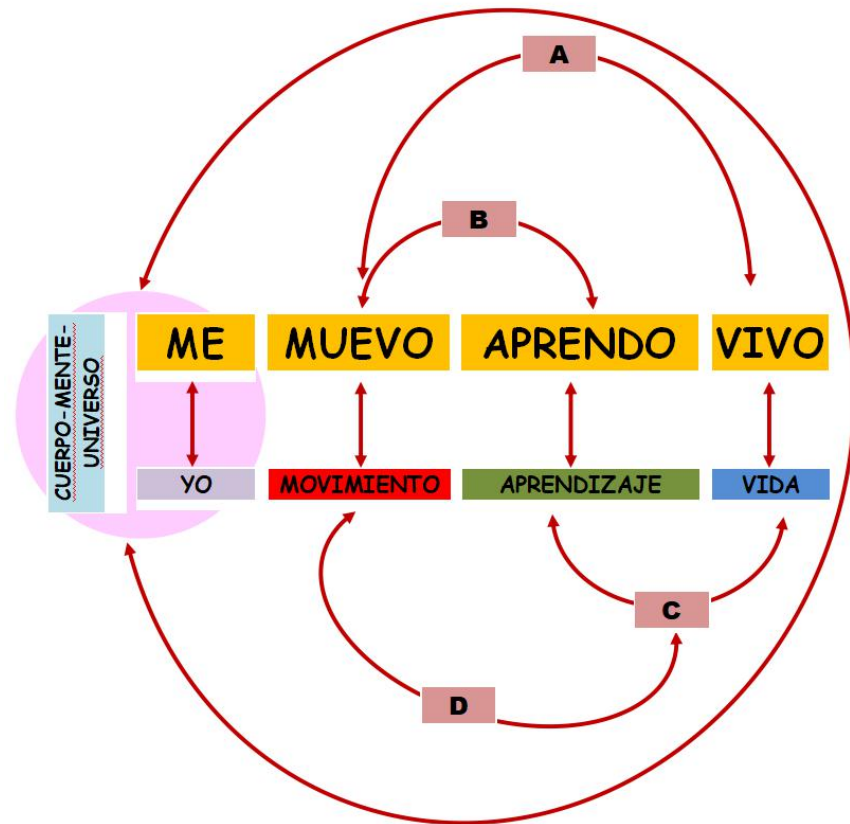 A
B
CUERPO-MENTE-
UNIVERSO
ME
MUEVO
APRENDO
VIVO
YO
MOVIMIENTO
APRENDIZAJE
VIDA
C
D